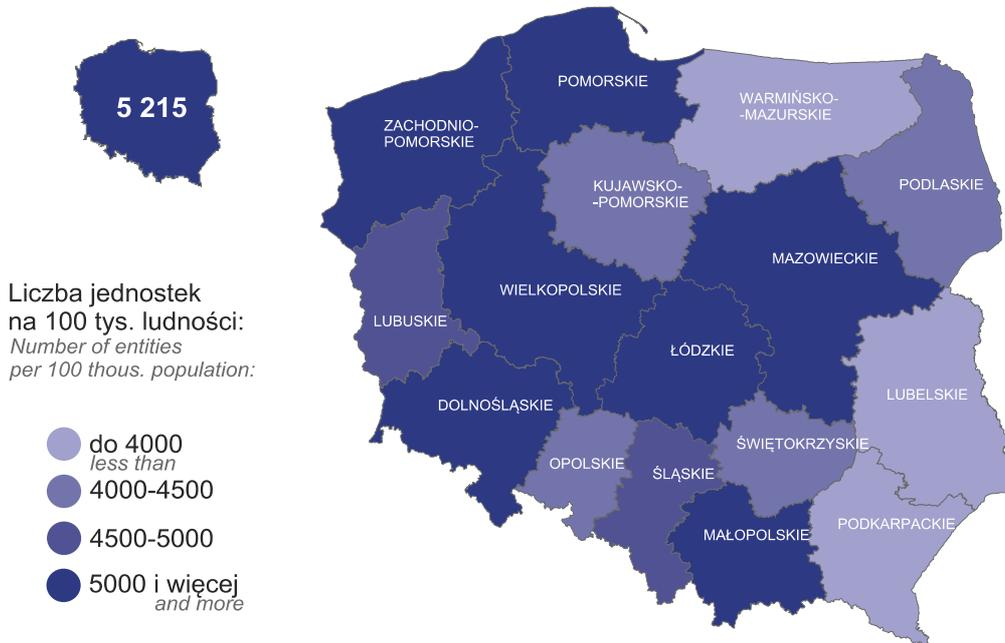 5 215
Liczba jednostek
na 100 tys. ludności:
Number of entities
per 100 thous. population:
do 4000
less than
4000-4500
4500-5000
5000 i więcej
and more
POMORSKIE
WARMIŃSKO-
-MAZURSKIE
ZACHODNIO-
POMORSKIE
KUJAWSKO-
-POMORSKIE
PODLASKIE
MAZOWIECKIE
WIELKOPOLSKIE
LUBUSKIE
ŁÓDZKIE
LUBELSKIE
DOLNOŚLĄSKIE
ŚWIĘTOKRZYSKIE
OPOLSKIE
ŚLĄSKIE
PODKARPACKIE
MAŁOPOLSKIE